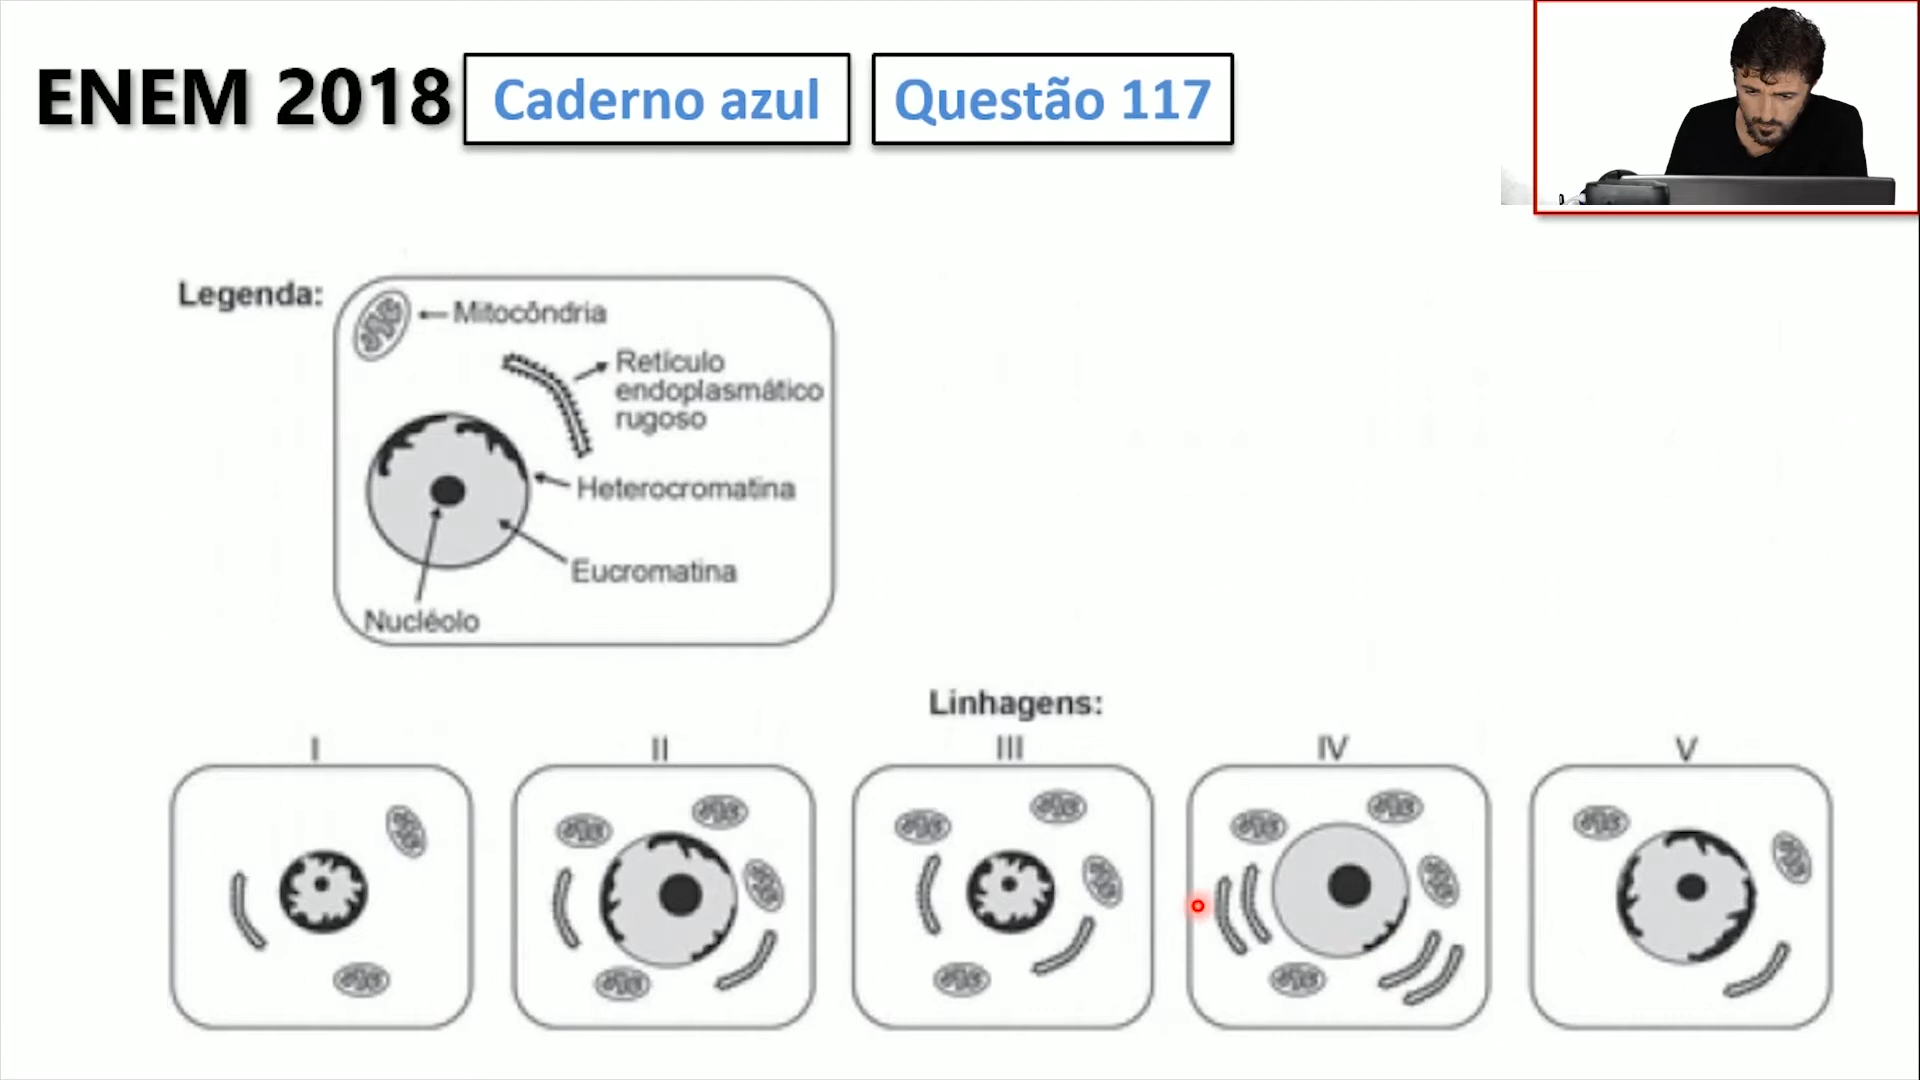 ENEM 2018
Caderno azul
Questão 117
Legenda:
Mitocôndria
Retículo
endoplasmático
rugoso
Heterocromatina
Eucromatina
Nucléolo
Linhagens:
I
II
III
IV
V